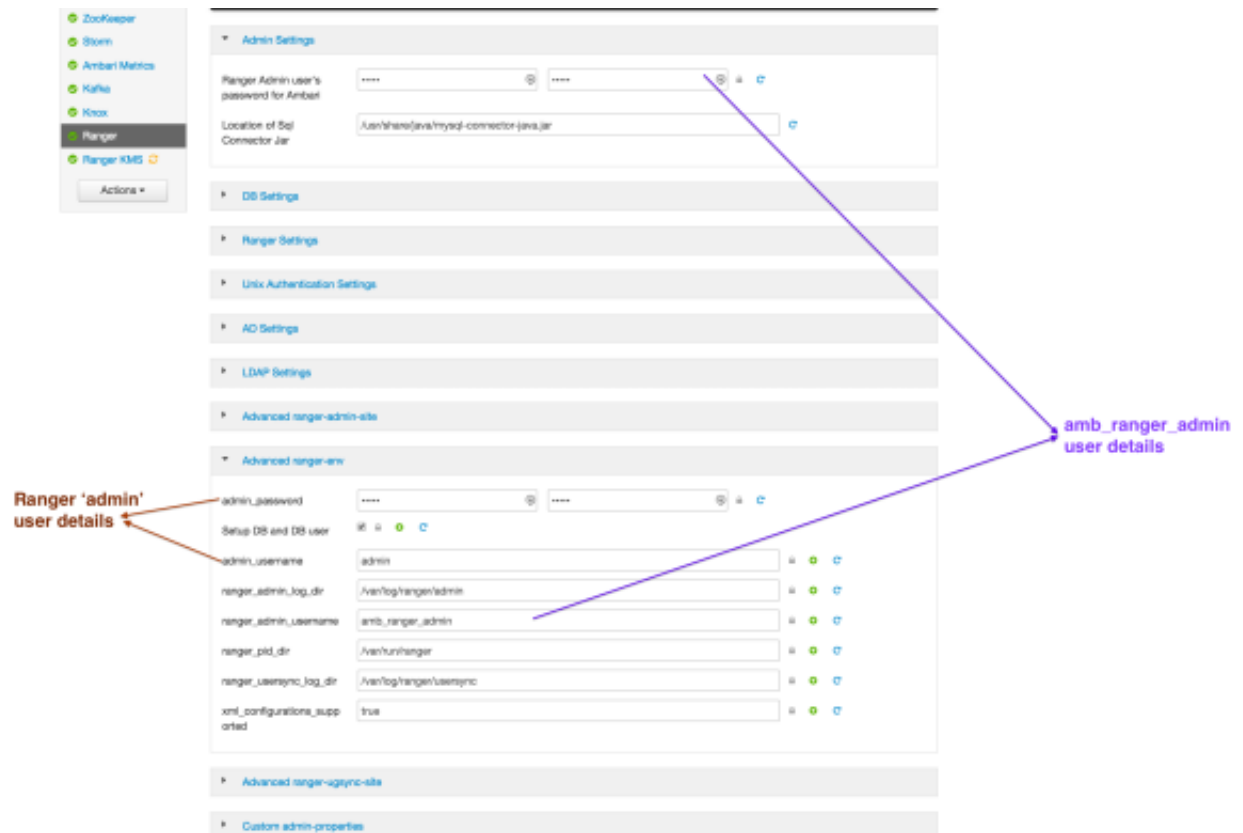 ZooKeeper
Storm
Ambari Metrics
Kafka
Knox
Ranger
Ranger KMS
Actions
Admin Settings
Ranger Admin user's
password for Ambari
Location of Sql
Connector Jar
/usr/share/java/mysql-connector-java.jar
DB Settings
Ranger Settings
Unix Authentication Settings
AD Settings
LDAP Settings
Advanced ranger-admin-site
Advanced ranger-env
admin_password
Setup DB and DB user
admin_username
admin
ranger_admin_log_dir
/var/log/ranger/admin
ranger_admin_username
amb_ranger_admin
ranger_pid_dir
/var/run/ranger
ranger_usersync_log_dir
/var/log/ranger/usersync
xml_configurations_supp
orted
true
Advanced ranger-ugsync-site
Custom admin-properties
Ranger ‘admin’
user details
amb_ranger_admin
user details